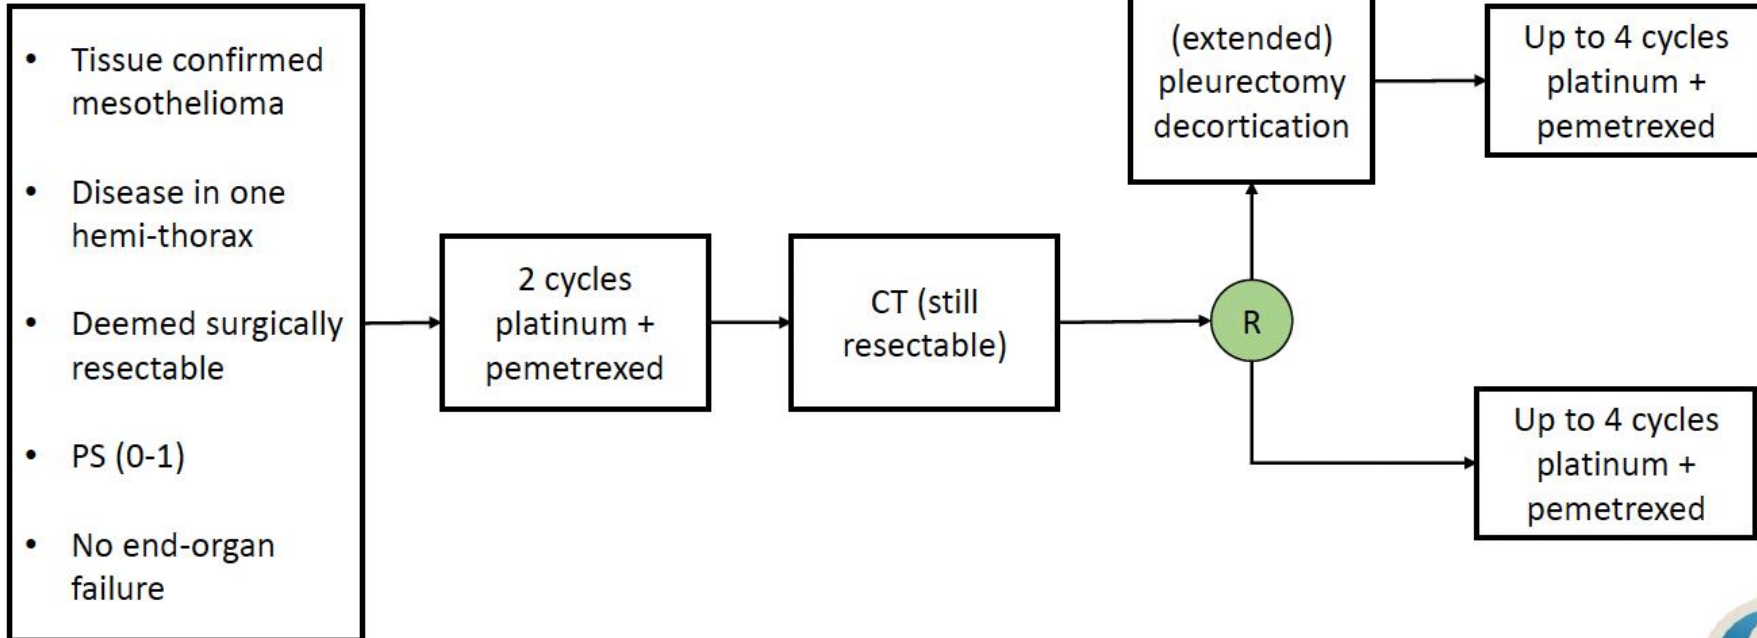 • Tissue confirmed
mesothelioma
• Disease in one
hemi-thorax
• Deemed surgically
resectable
• PS (0-1)
• No end-organ
failure
2 cycles
platinum +
pemetrexed
CT (still
resectable)
R
(extended)
pleurectomy
decortication
Up to 4 cycles
platinum +
pemetrexed
Up to 4 cycles
platinum +
pemetrexed